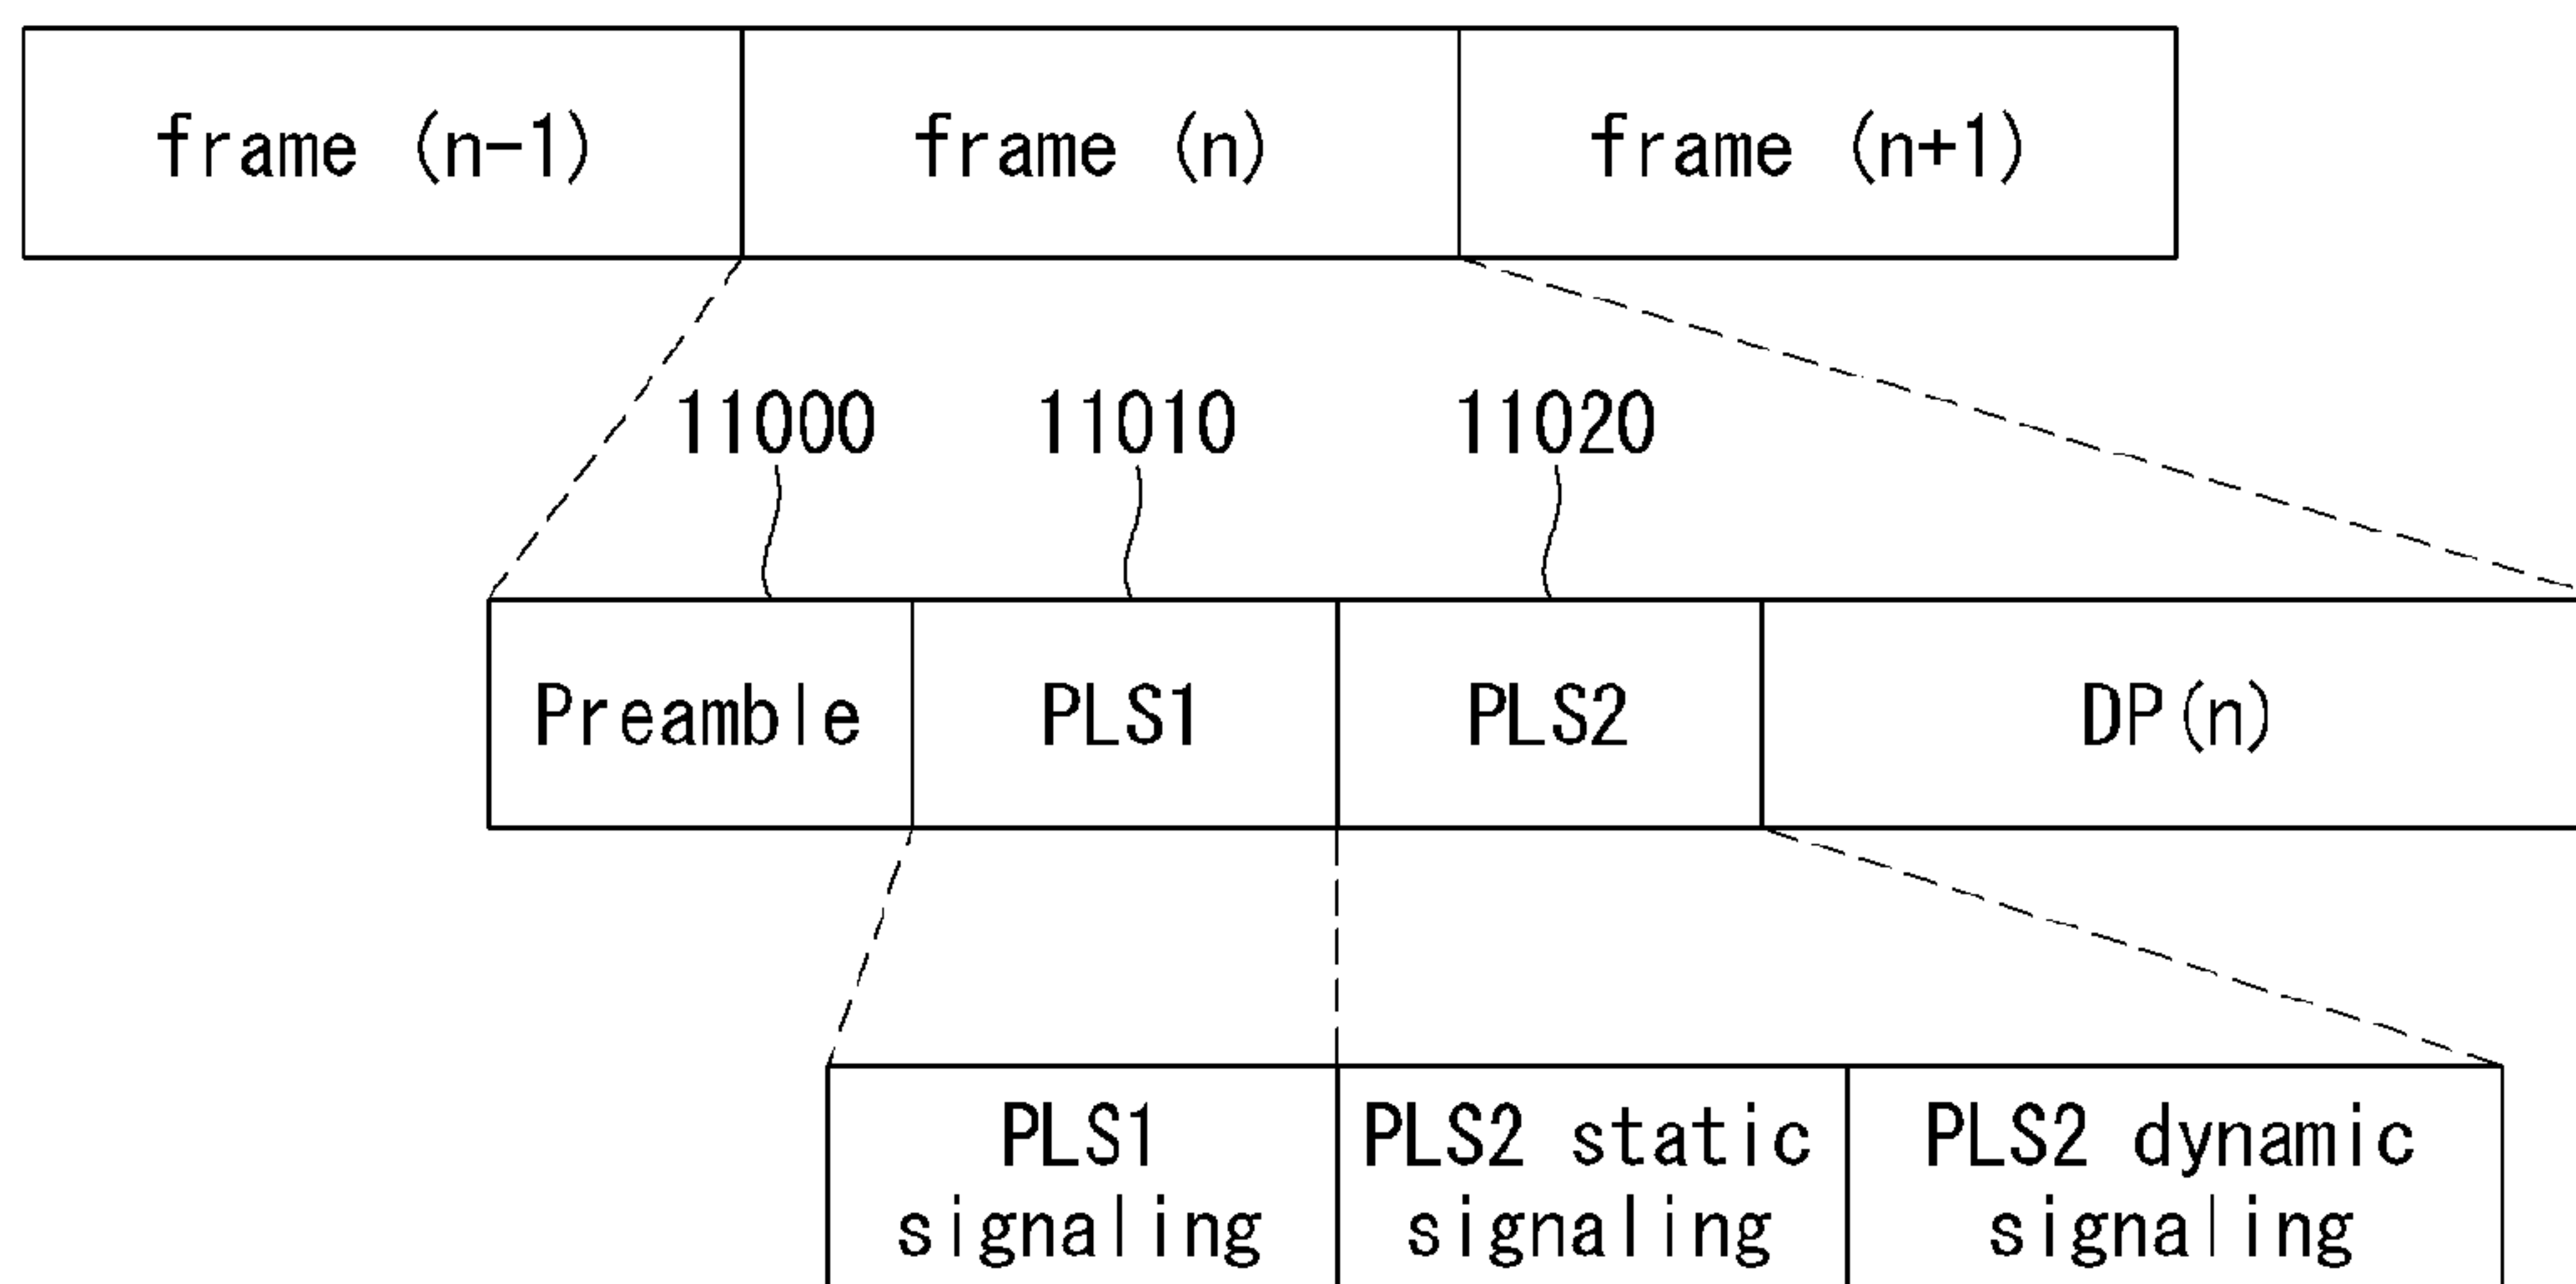 frame (n-1) frame (n) frame (n+1)
11000 11010 11020
Preamble PLS1 PLS2 DP(n)
PLS1 signaling
PLS2 static signaling
PLS2 dynamic signaling